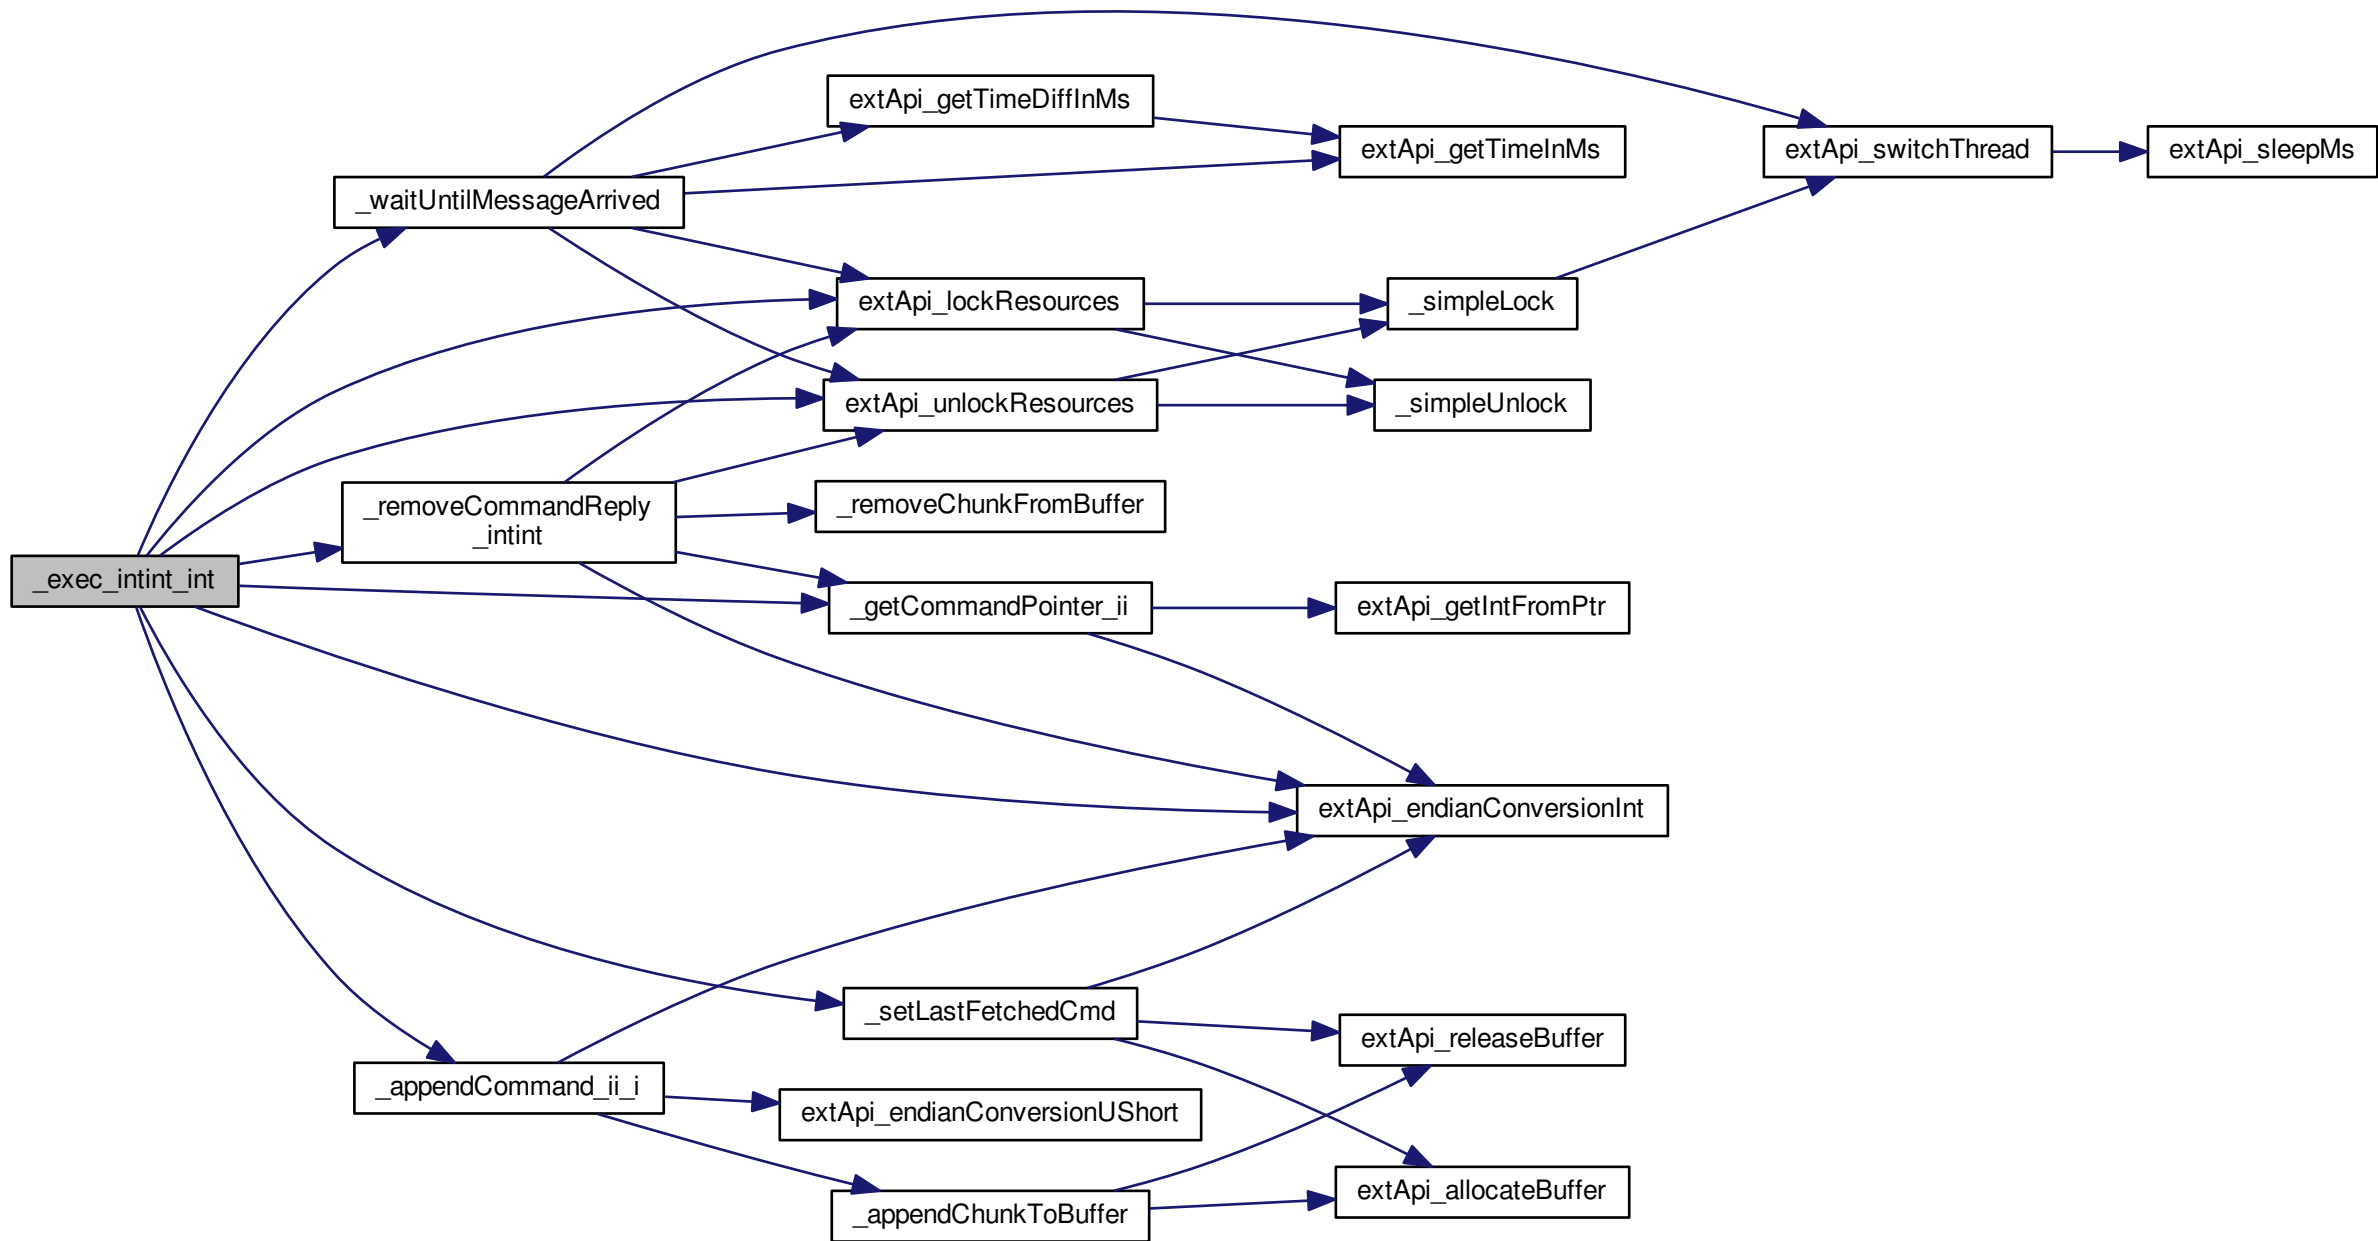 extApi_getTimeDiffInMs
extApi_getTimeInMs
extApi_switchThread
extApi_sleepMs
_waitUntilMessageArrived
extApi_lockResources
_simpleLock
extApi_unlockResources
_simpleUnlock
_removeCommandReply
_intint
_removeChunkFromBuffer
_exec_intint_int
_getCommandPointer_ii
extApi_getIntFromPtr
extApi_endianConversionInt
_setLastFetchedCmd
extApi_releaseBuffer
_appendCommand_ii_i
extApi_endianConversionUShort
extApi_allocateBuffer
_appendChunkToBuffer